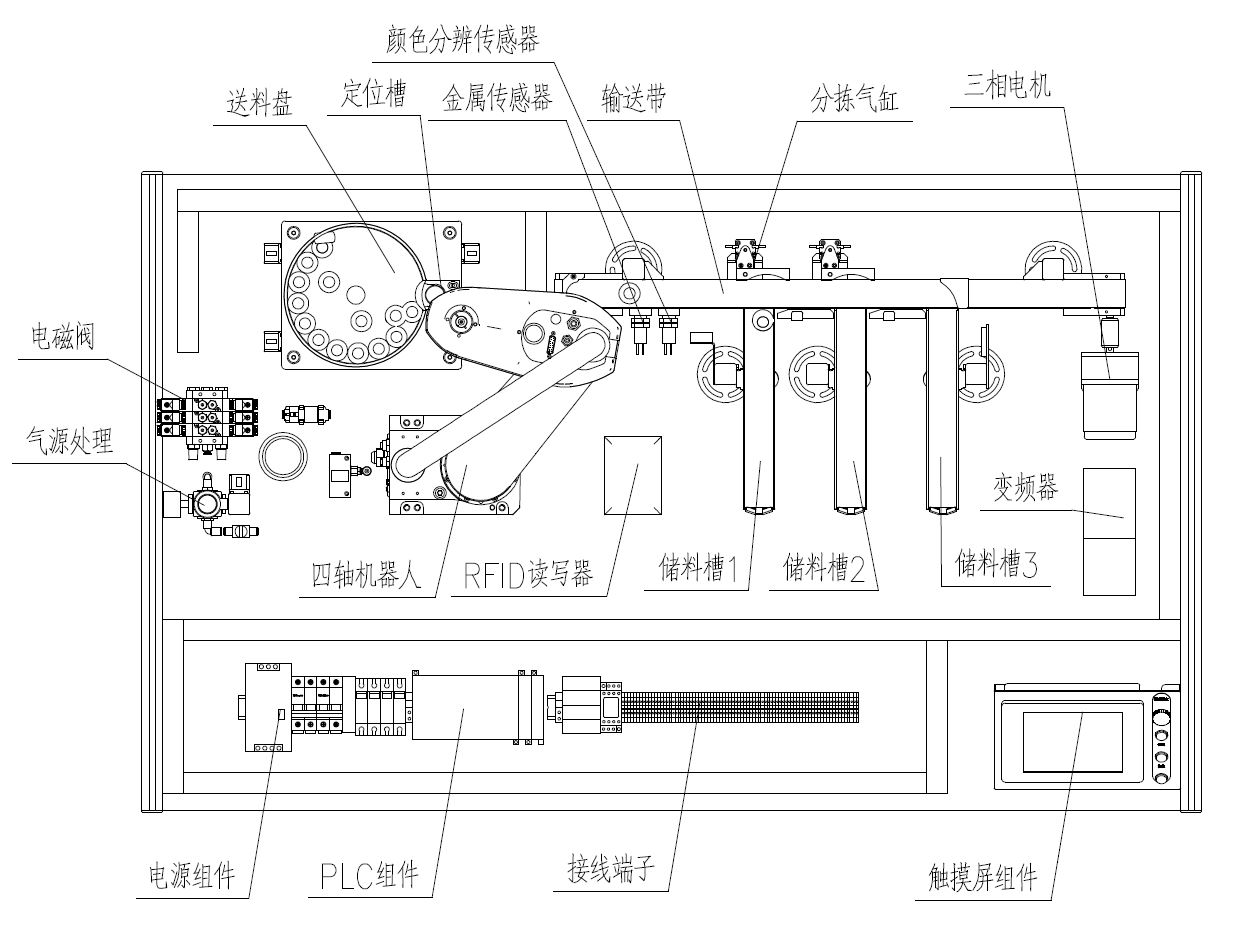 颜色分辨传感器
送料盘
定位槽
金属传感器
输送带
分拣气缸
三相电机
电磁阀
气源处理
四轴机器人
RFID读写器
储料槽1
储料槽2
储料槽3
变频器
电源组件
PLC组件
接线端子
触摸屏组件